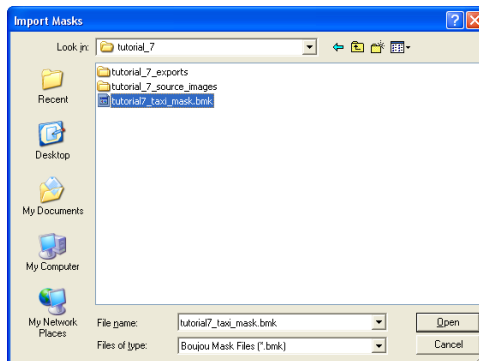 Import Masks
Look in: tutorial_7
tutorial_7_exports
tutorial_7_source_images
tutorial7_taxi_mask.bmk
Recent
Desktop
My Documents
My Computer
My Network
Places
File name: tutorial7_taxi_mask.bmk Open
Files of type: Boujou Mask Files (*.bmk) Cancel